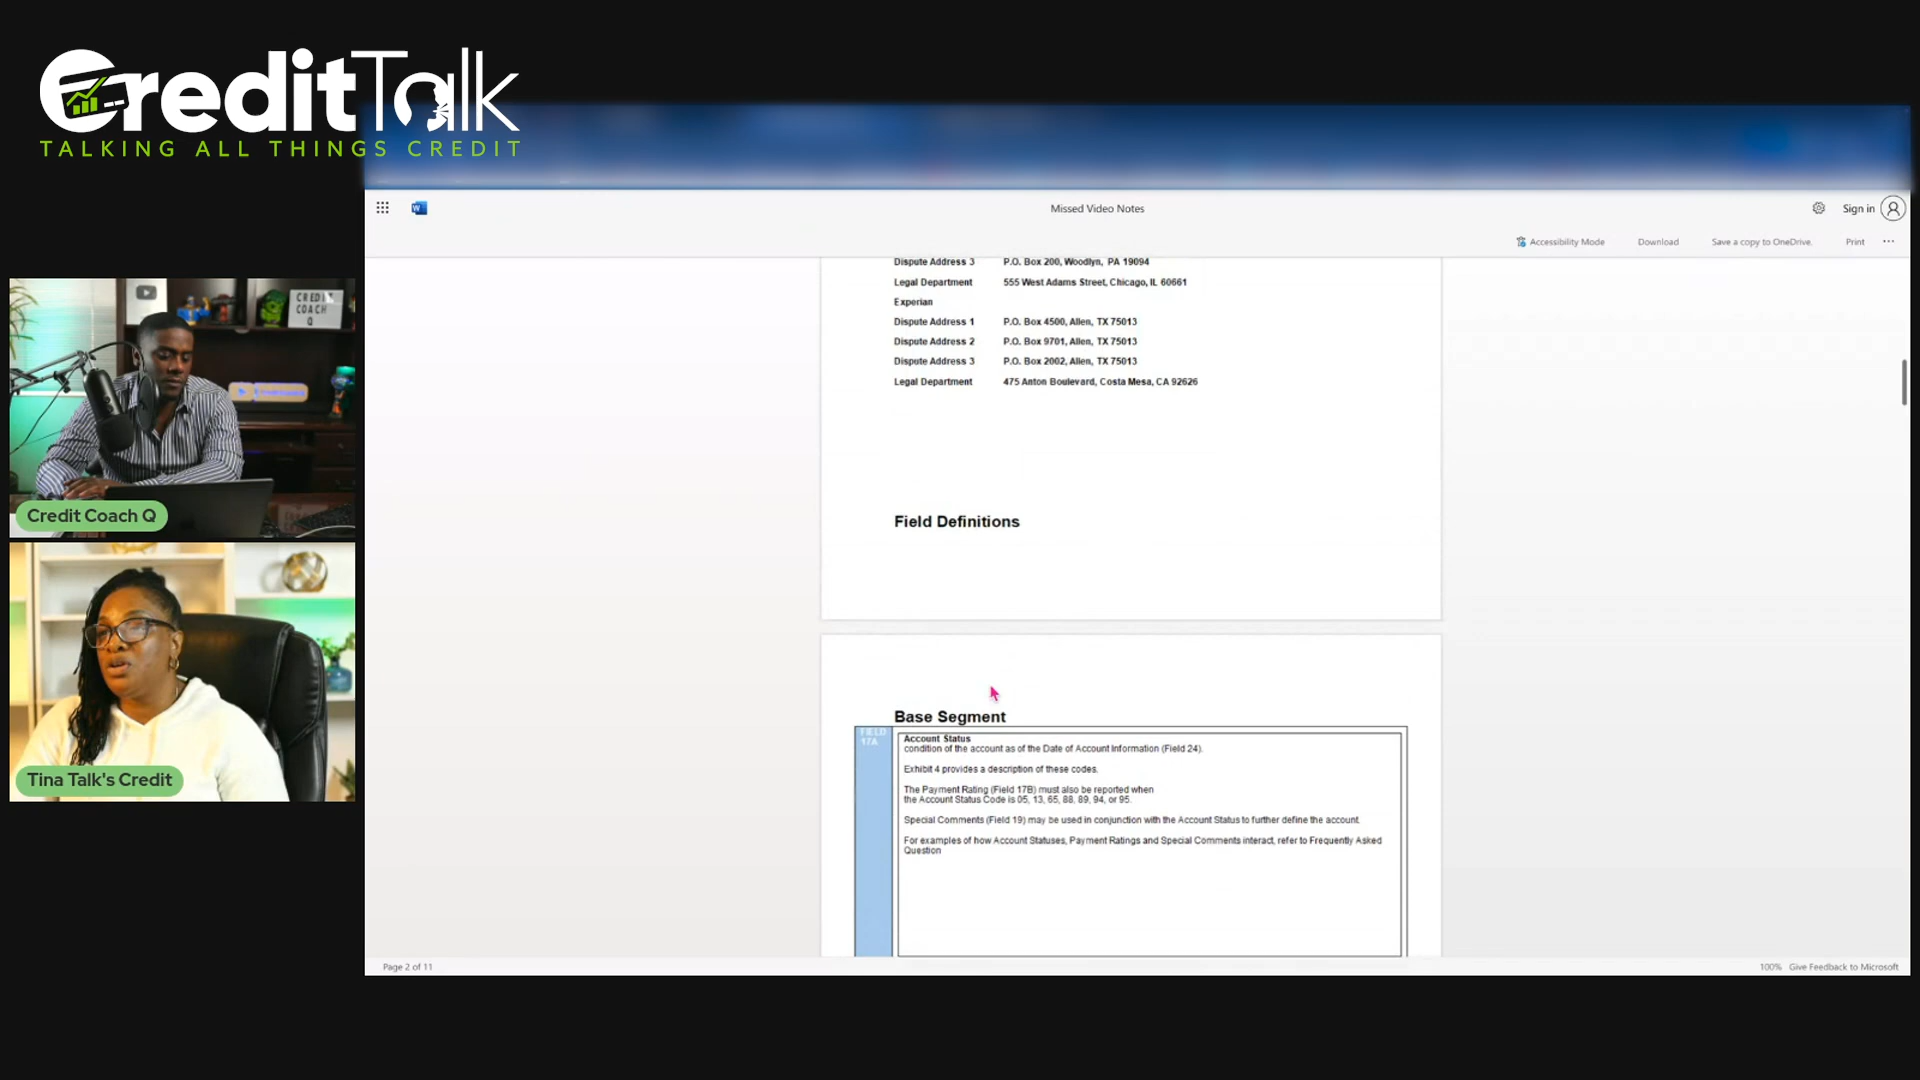 CreditTalk
TALKING ALL THINGS CREDIT
Missed Video Notes
Sign in
Accessibility Mode
Download
Save a copy to OneDrive.
Print
Dispute Address 3 P.O. Box 200, Woodlyn, PA 19094
Legal Department 555 West Adams Street, Chicago, IL 60661
Experian
Dispute Address 1 P.O. Box 4500, Allen, TX 75013
Dispute Address 2 P.O. Box 9701, Allen, TX 75013
Dispute Address 3 P.O. Box 2002, Allen, TX 75013
Legal Department 475 Anton Boulevard, Costa Mesa, CA 92626
Field Definitions
Base Segment
FIELD
17A
Account Status
condition of the account as of the Date of Account Information (Field 24).
Exhibit 4 provides a description of these codes.
The Payment Rating (Field 17B) must also be reported when
the Account Status Code is 05, 13, 65, 88, 89, 94, or 95.
Special Comments (Field 19) may be used in conjunction with the Account Status to further define the account.
For examples of how Account Statuses, Payment Ratings and Special Comments interact, refer to Frequently Asked
Question
Page 2 of 11
100% Give Feedback to Microsoft
CREDIT
COACH
Q
Credit Coach Q
Tina Talk's Credit